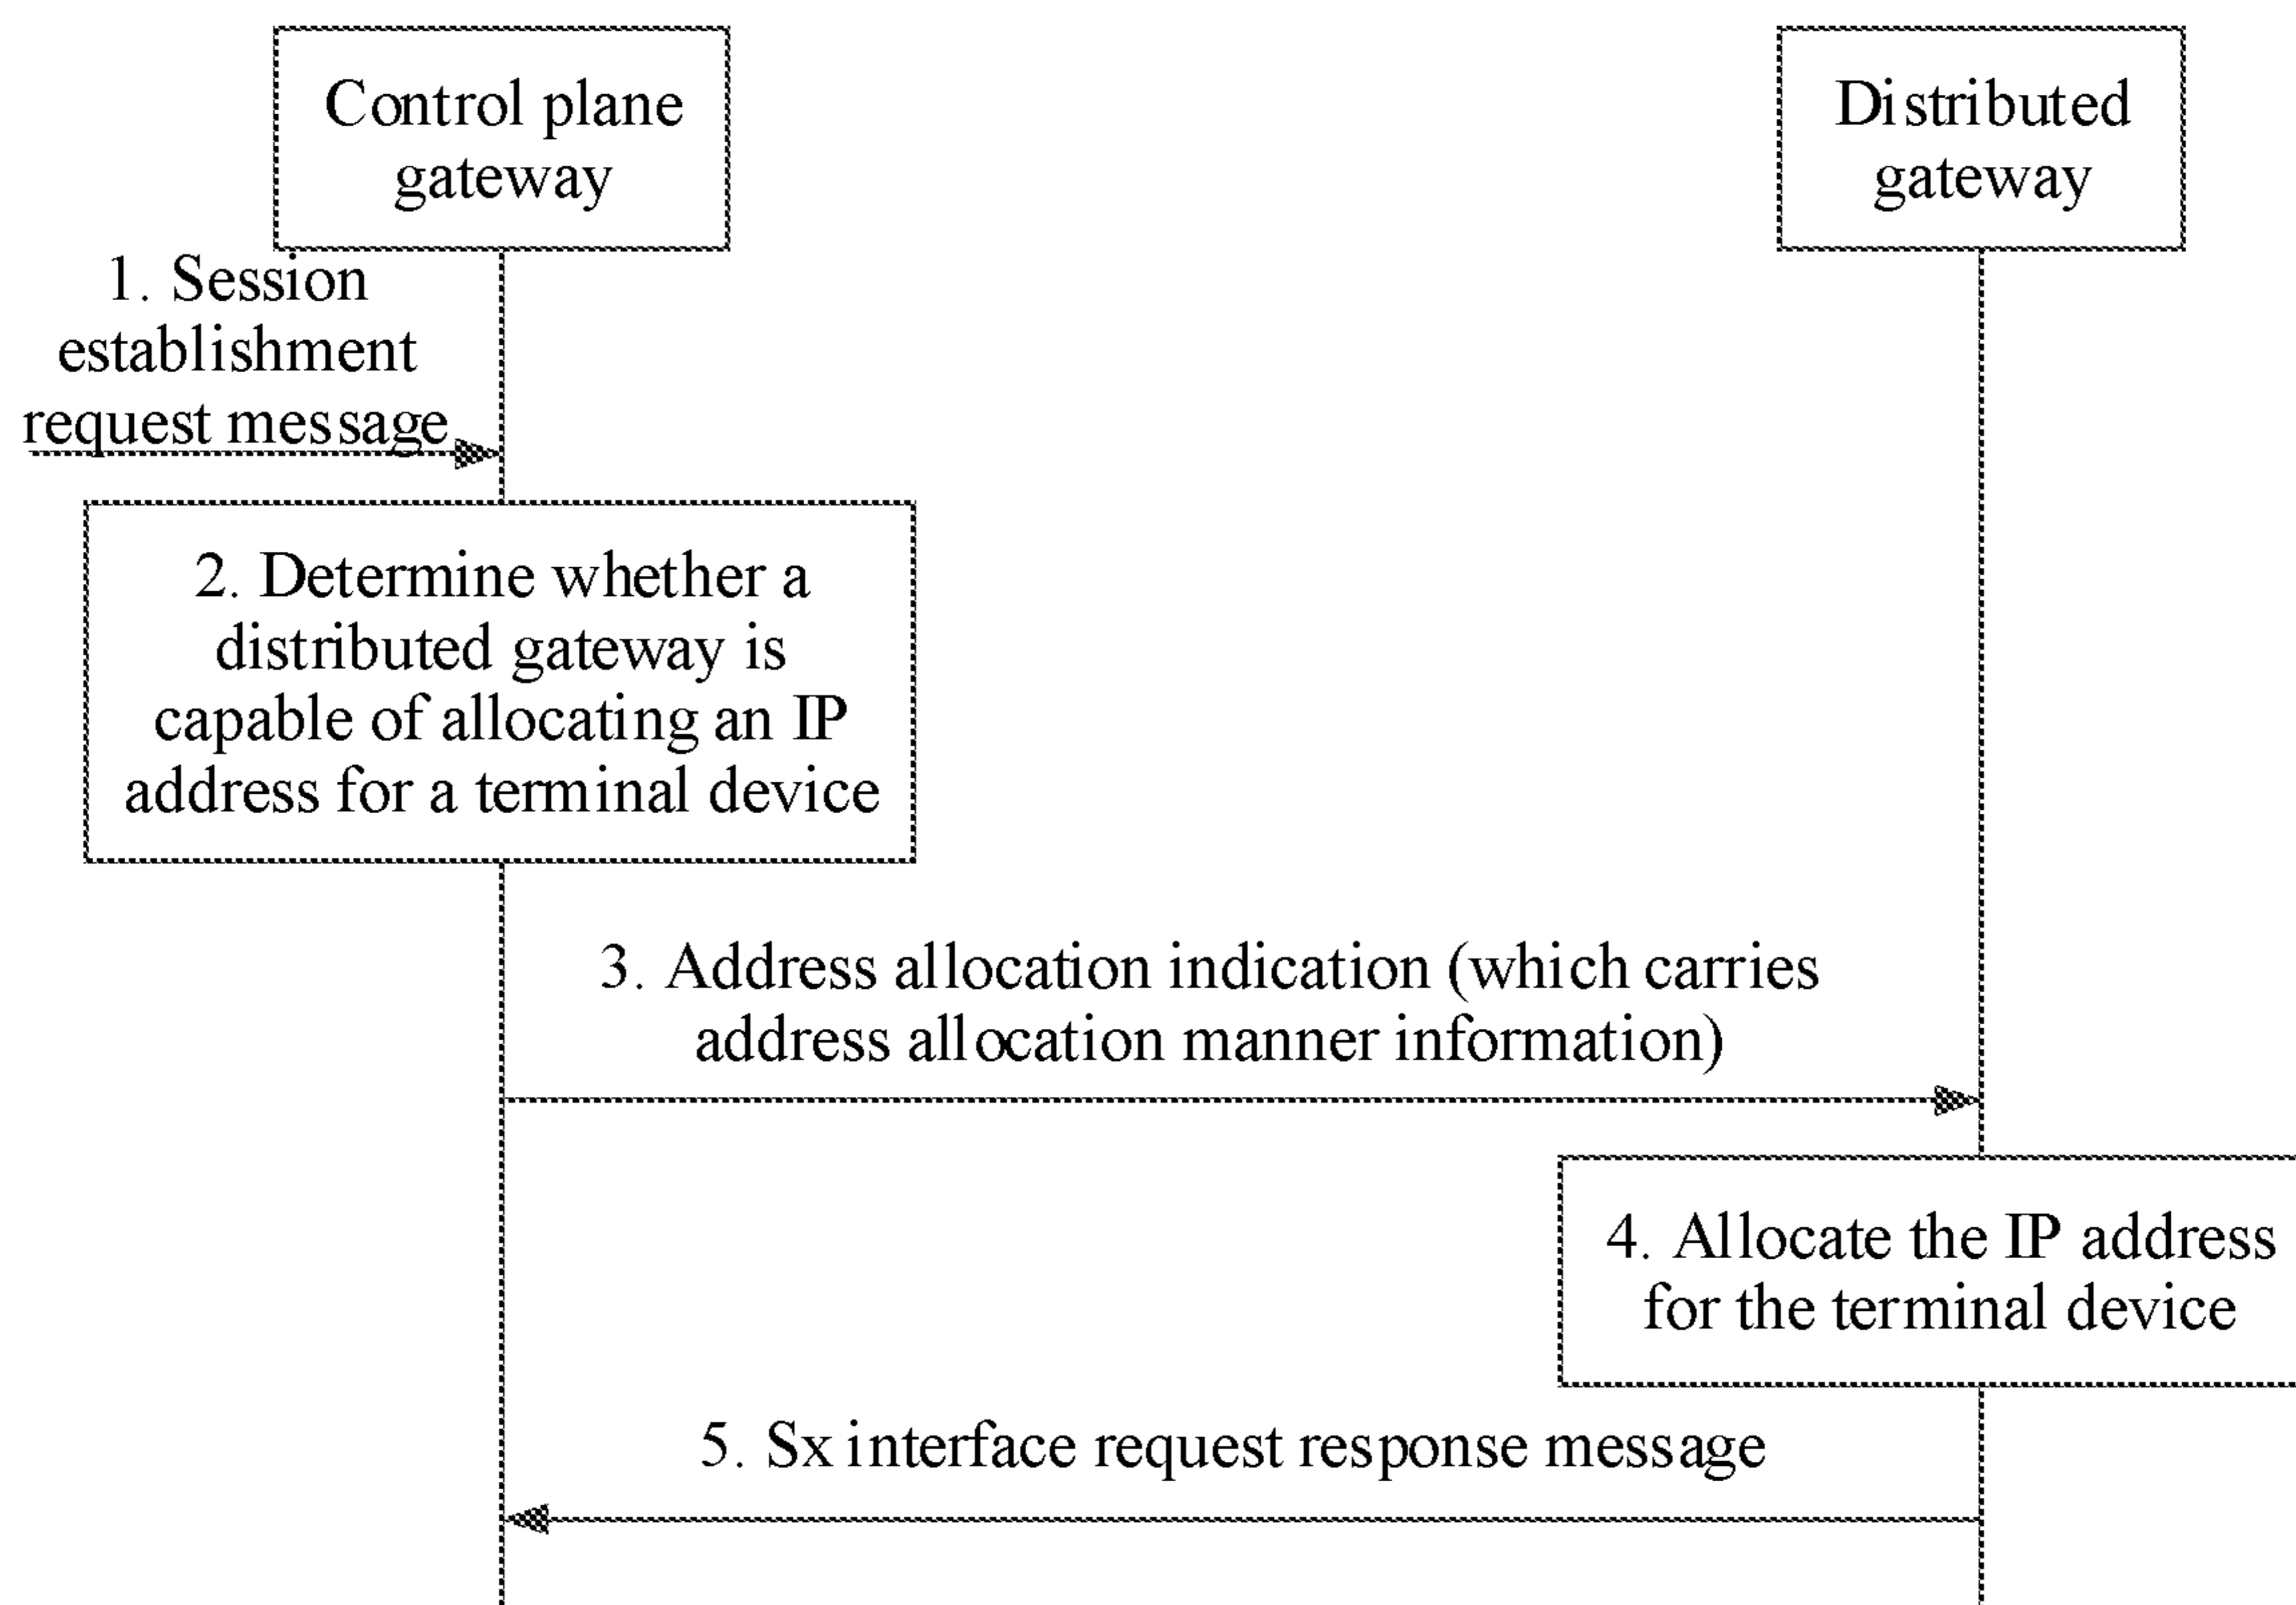 Control plane
gateway
Distributed
gateway
1. Session
establishment
request message
2. Determine whether a
distributed gateway is
capable of allocating an IP
address for a terminal device
3. Address allocation indication (which carries
address allocation manner information)
4. Allocate the IP address
for the terminal device
5. Sx interface request response message